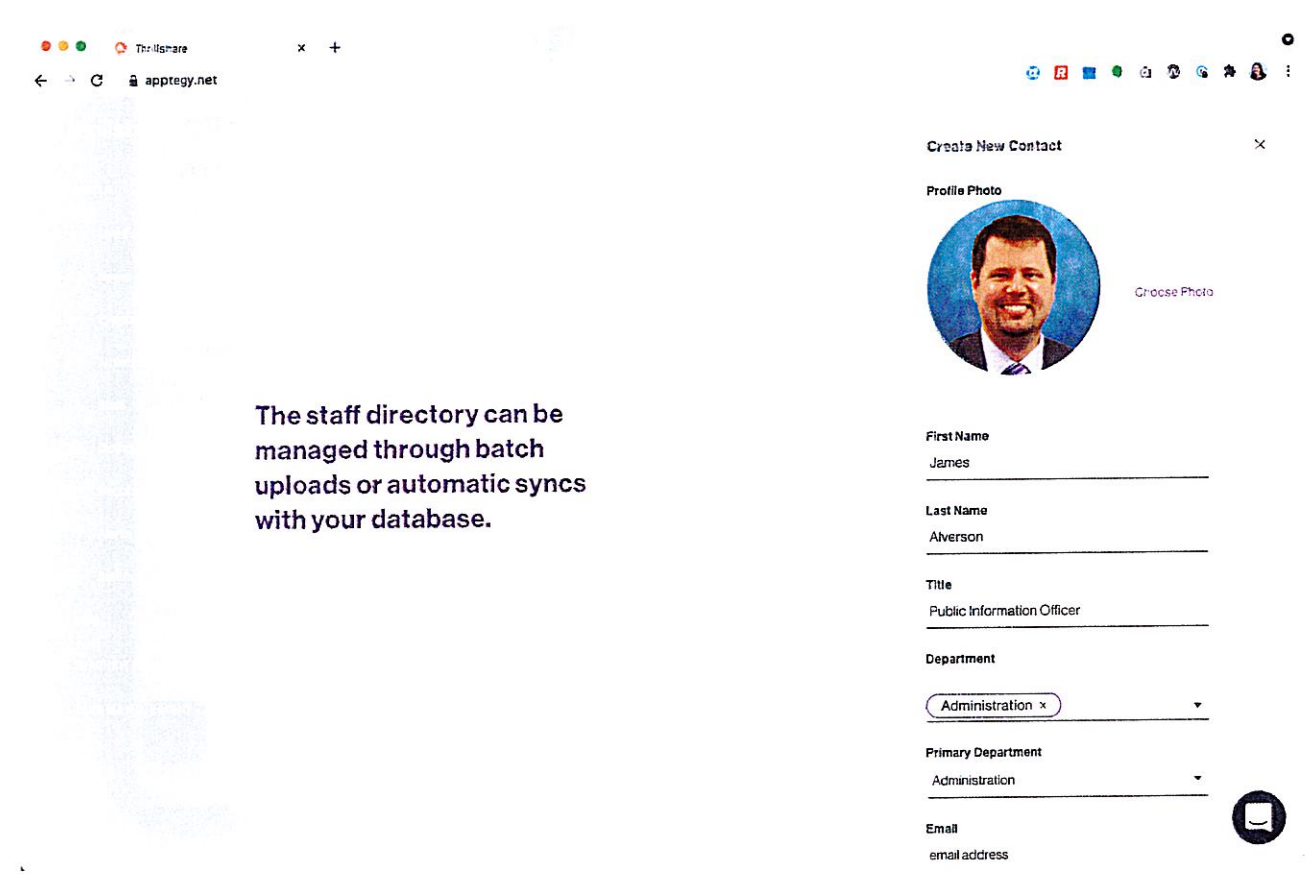 Thrillshare
apptegy.net
Create New Contact
Profile Photo
Choose Photo
The staff directory can be
managed through batch
uploads or automatic syncs
with your database.
First Name
James
Last Name
Alverson
Title
Public Information Officer
Department
Administration ×
Primary Department
Administration
Email
email address